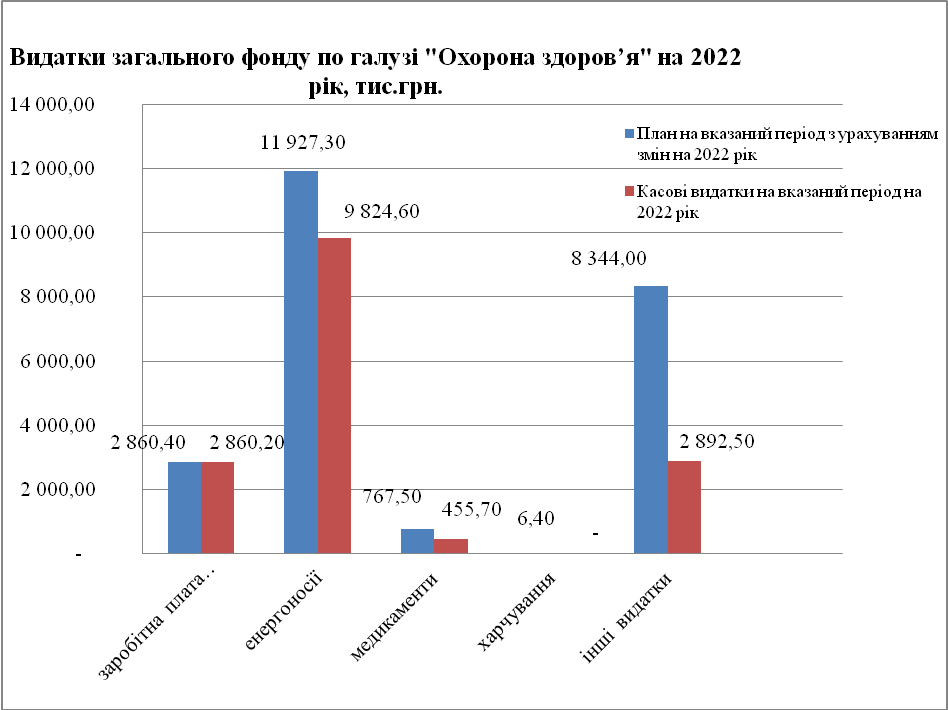 Видатки загального фонду по галузі "Охорона здоров’я" на 2022
рік, тис.грн.
14 000,00
12 000,00
10 000,00
8 000,00
6 000,00
4 000,00
2 000,00
-
План на вказаний період з урахуванням
змін на 2022 рік
Касові видатки на вказаний період на
2022 рік
2 860,40
2 860,20
11 927,30
9 824,60
767,50
455,70
6,40
-
8 344,00
2 892,50
заробітна плата…
енергоносії
медикаменти
харчування
інші видатки